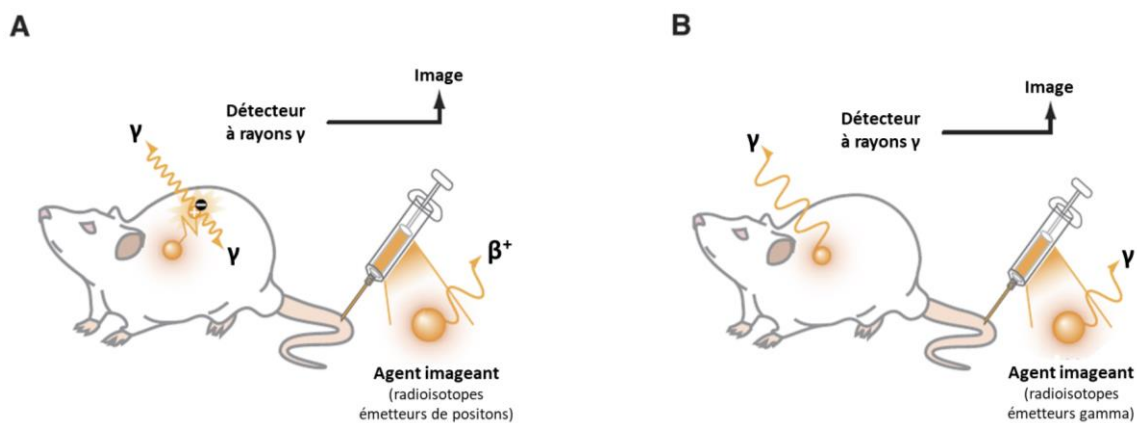 A
Image
Détecteur
à rayons γ
γ
γ
β+
Agent imageant
(radioisotopes
émetteurs de positons)
B
Image
Détecteur
à rayons γ
γ
γ
Agent imageant
(radioisotopes
émetteurs gamma)